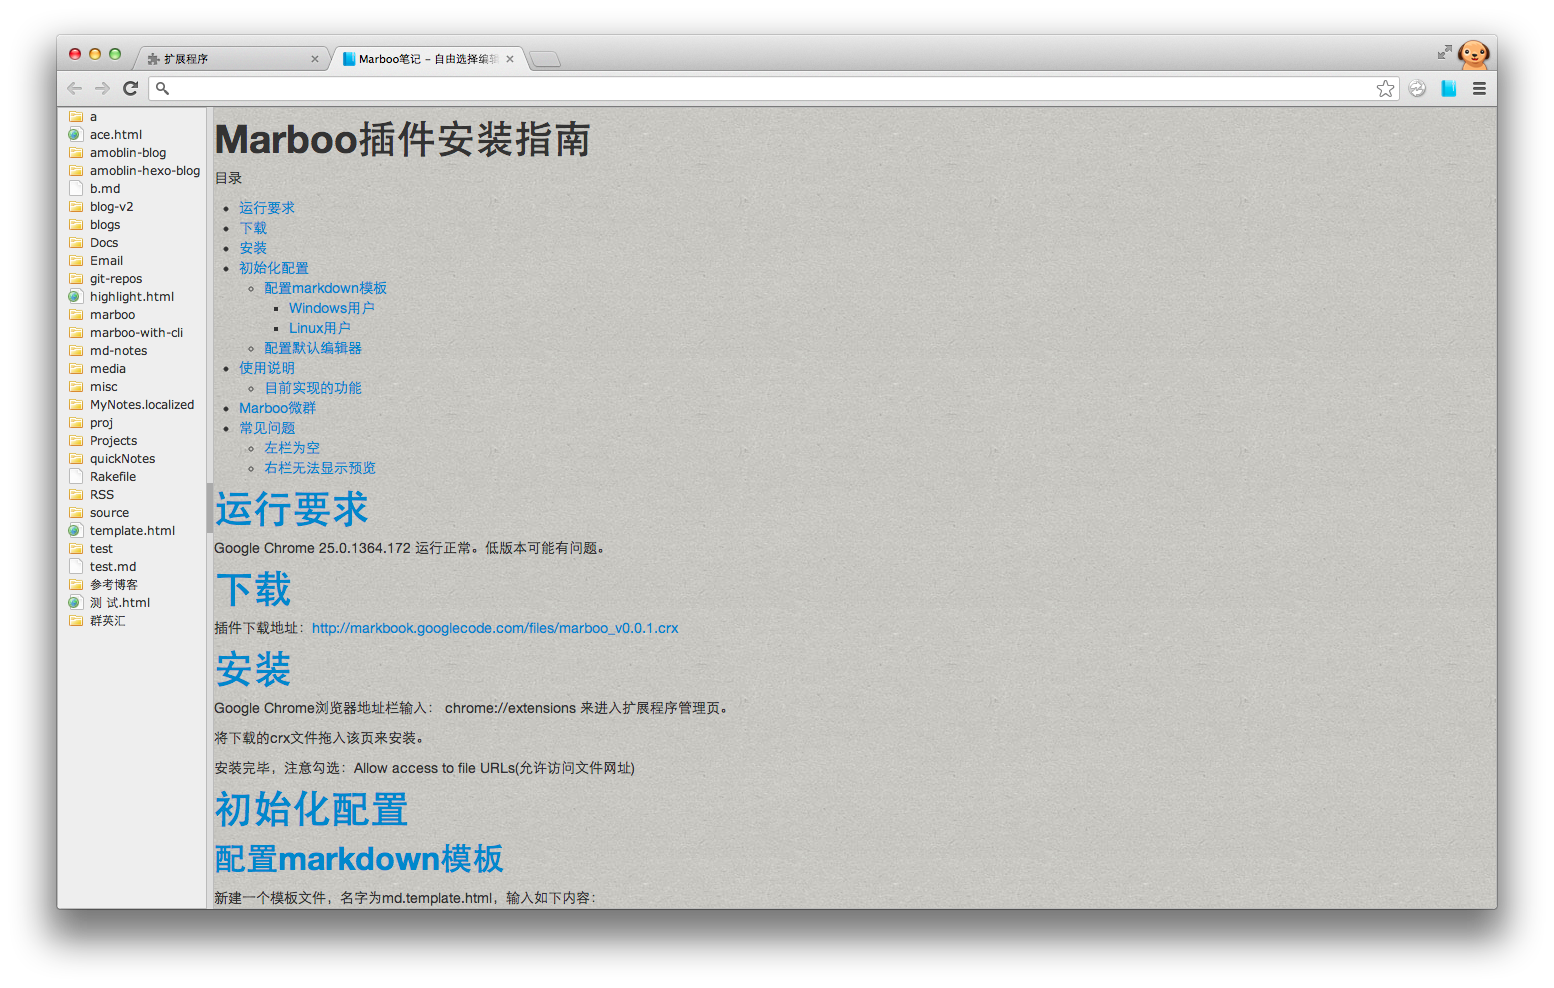 扩展程序
Marboo笔记 – 自由选择编辑
a
ace.html
amoblin-blog
amoblin-hexo-blog
b.md
blog-v2
blogs
Docs
Email
git-repos
highlight.html
marboo
marboo-with-cli
md-notes
media
misc
MyNotes.localized
proj
Projects
quickNotes
Rakefile
RSS
source
template.html
test
test.md
参考博客
测 试.html
群英汇
Marboo插件安装指南
目录
运行要求
下载
安装
初始化配置
配置markdown模板
Windows用户
Linux用户
配置默认编辑器
使用说明
目前实现的功能
Marboo微群
常见问题
左栏为空
右栏无法显示预览
运行要求
Google Chrome 25.0.1364.172 运行正常。低版本可能有问题。
下载
插件下载地址：http://markbook.googlecode.com/files/marboo_v0.0.1.crx
安装
Google Chrome浏览器地址栏输入： chrome://extensions 来进入扩展程序管理页。
将下载的crx文件拖入该页来安装。
安装完毕，注意勾选：Allow access to file URLs(允许访问文件网址)
初始化配置
配置markdown模板
新建一个模板文件，名字为md.template.html，输入如下内容：